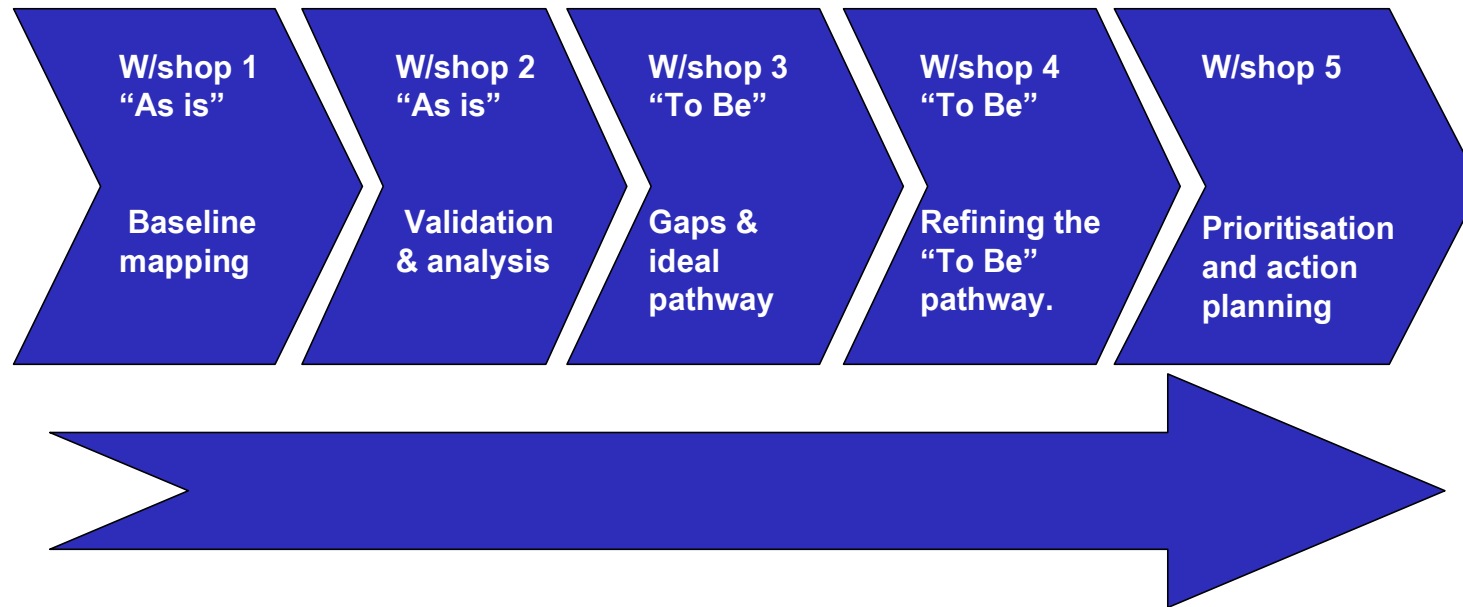 W/shop 1
“As is”
Baseline
mapping
W/shop 2
“As is”
Validation
& analysis
W/shop 3
“To Be”
Gaps &
ideal
pathway
W/shop 4
“To Be”
Refining the
“To Be”
pathway.
W/shop 5
Prioritisation
and action
planning